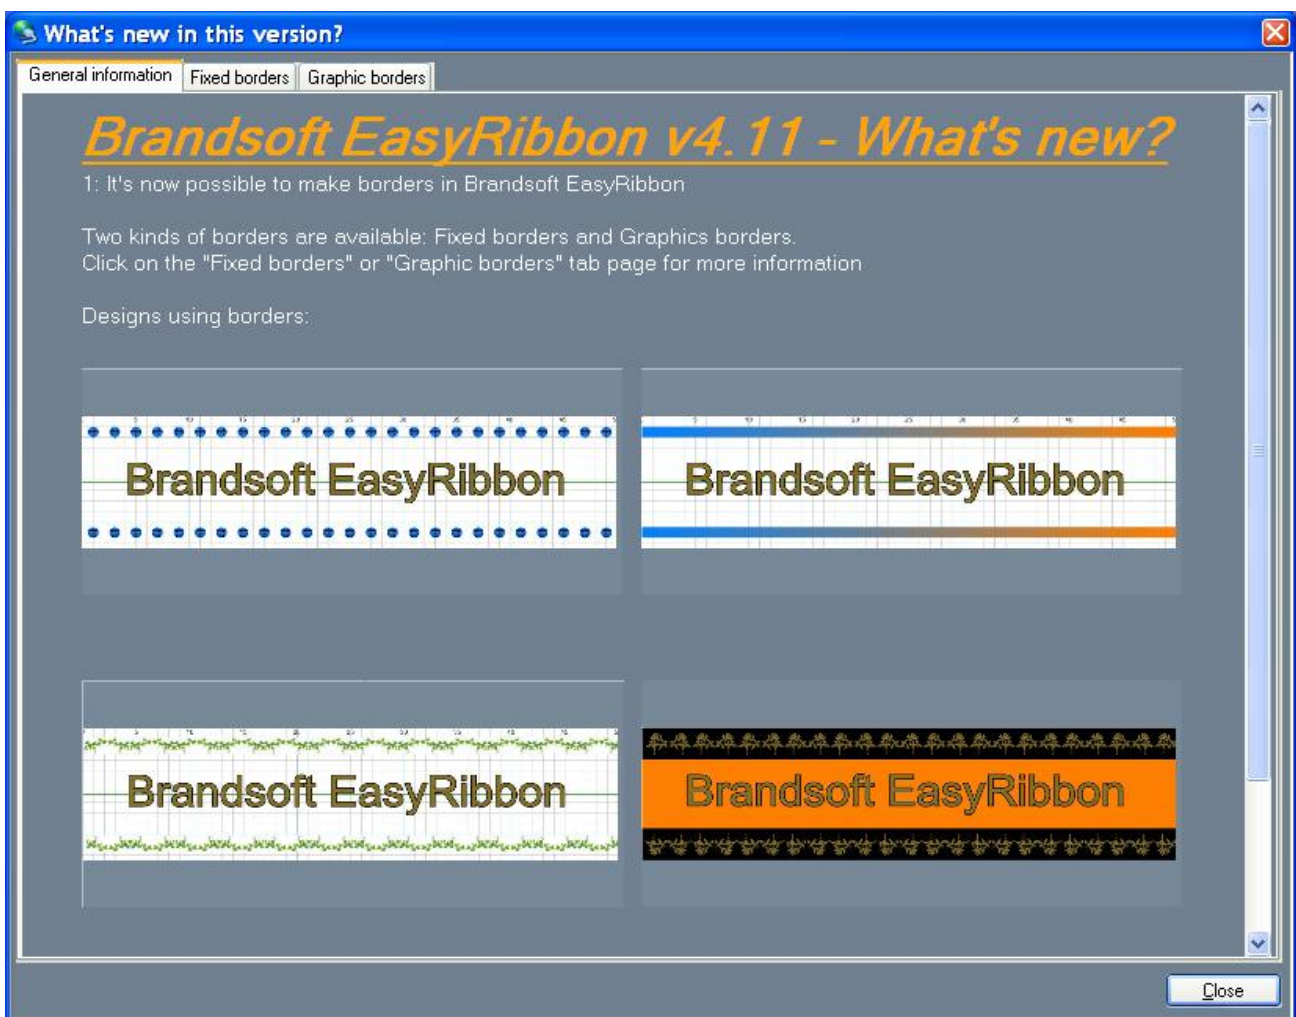 What's new in this version?
General information Fixed borders Graphic borders
Brandsoft EasyRibbon v4.11 - What's new?
1: It's now possible to make borders in Brandsoft EasyRibbon
Two kinds of borders are available: Fixed borders and Graphics borders.
Click on the "Fixed borders" or "Graphic borders" tab page for more information
Designs using borders:
Brandsoft EasyRibbon Brandsoft EasyRibbon
Brandsoft EasyRibbon Brandsoft EasyRibbon
Close